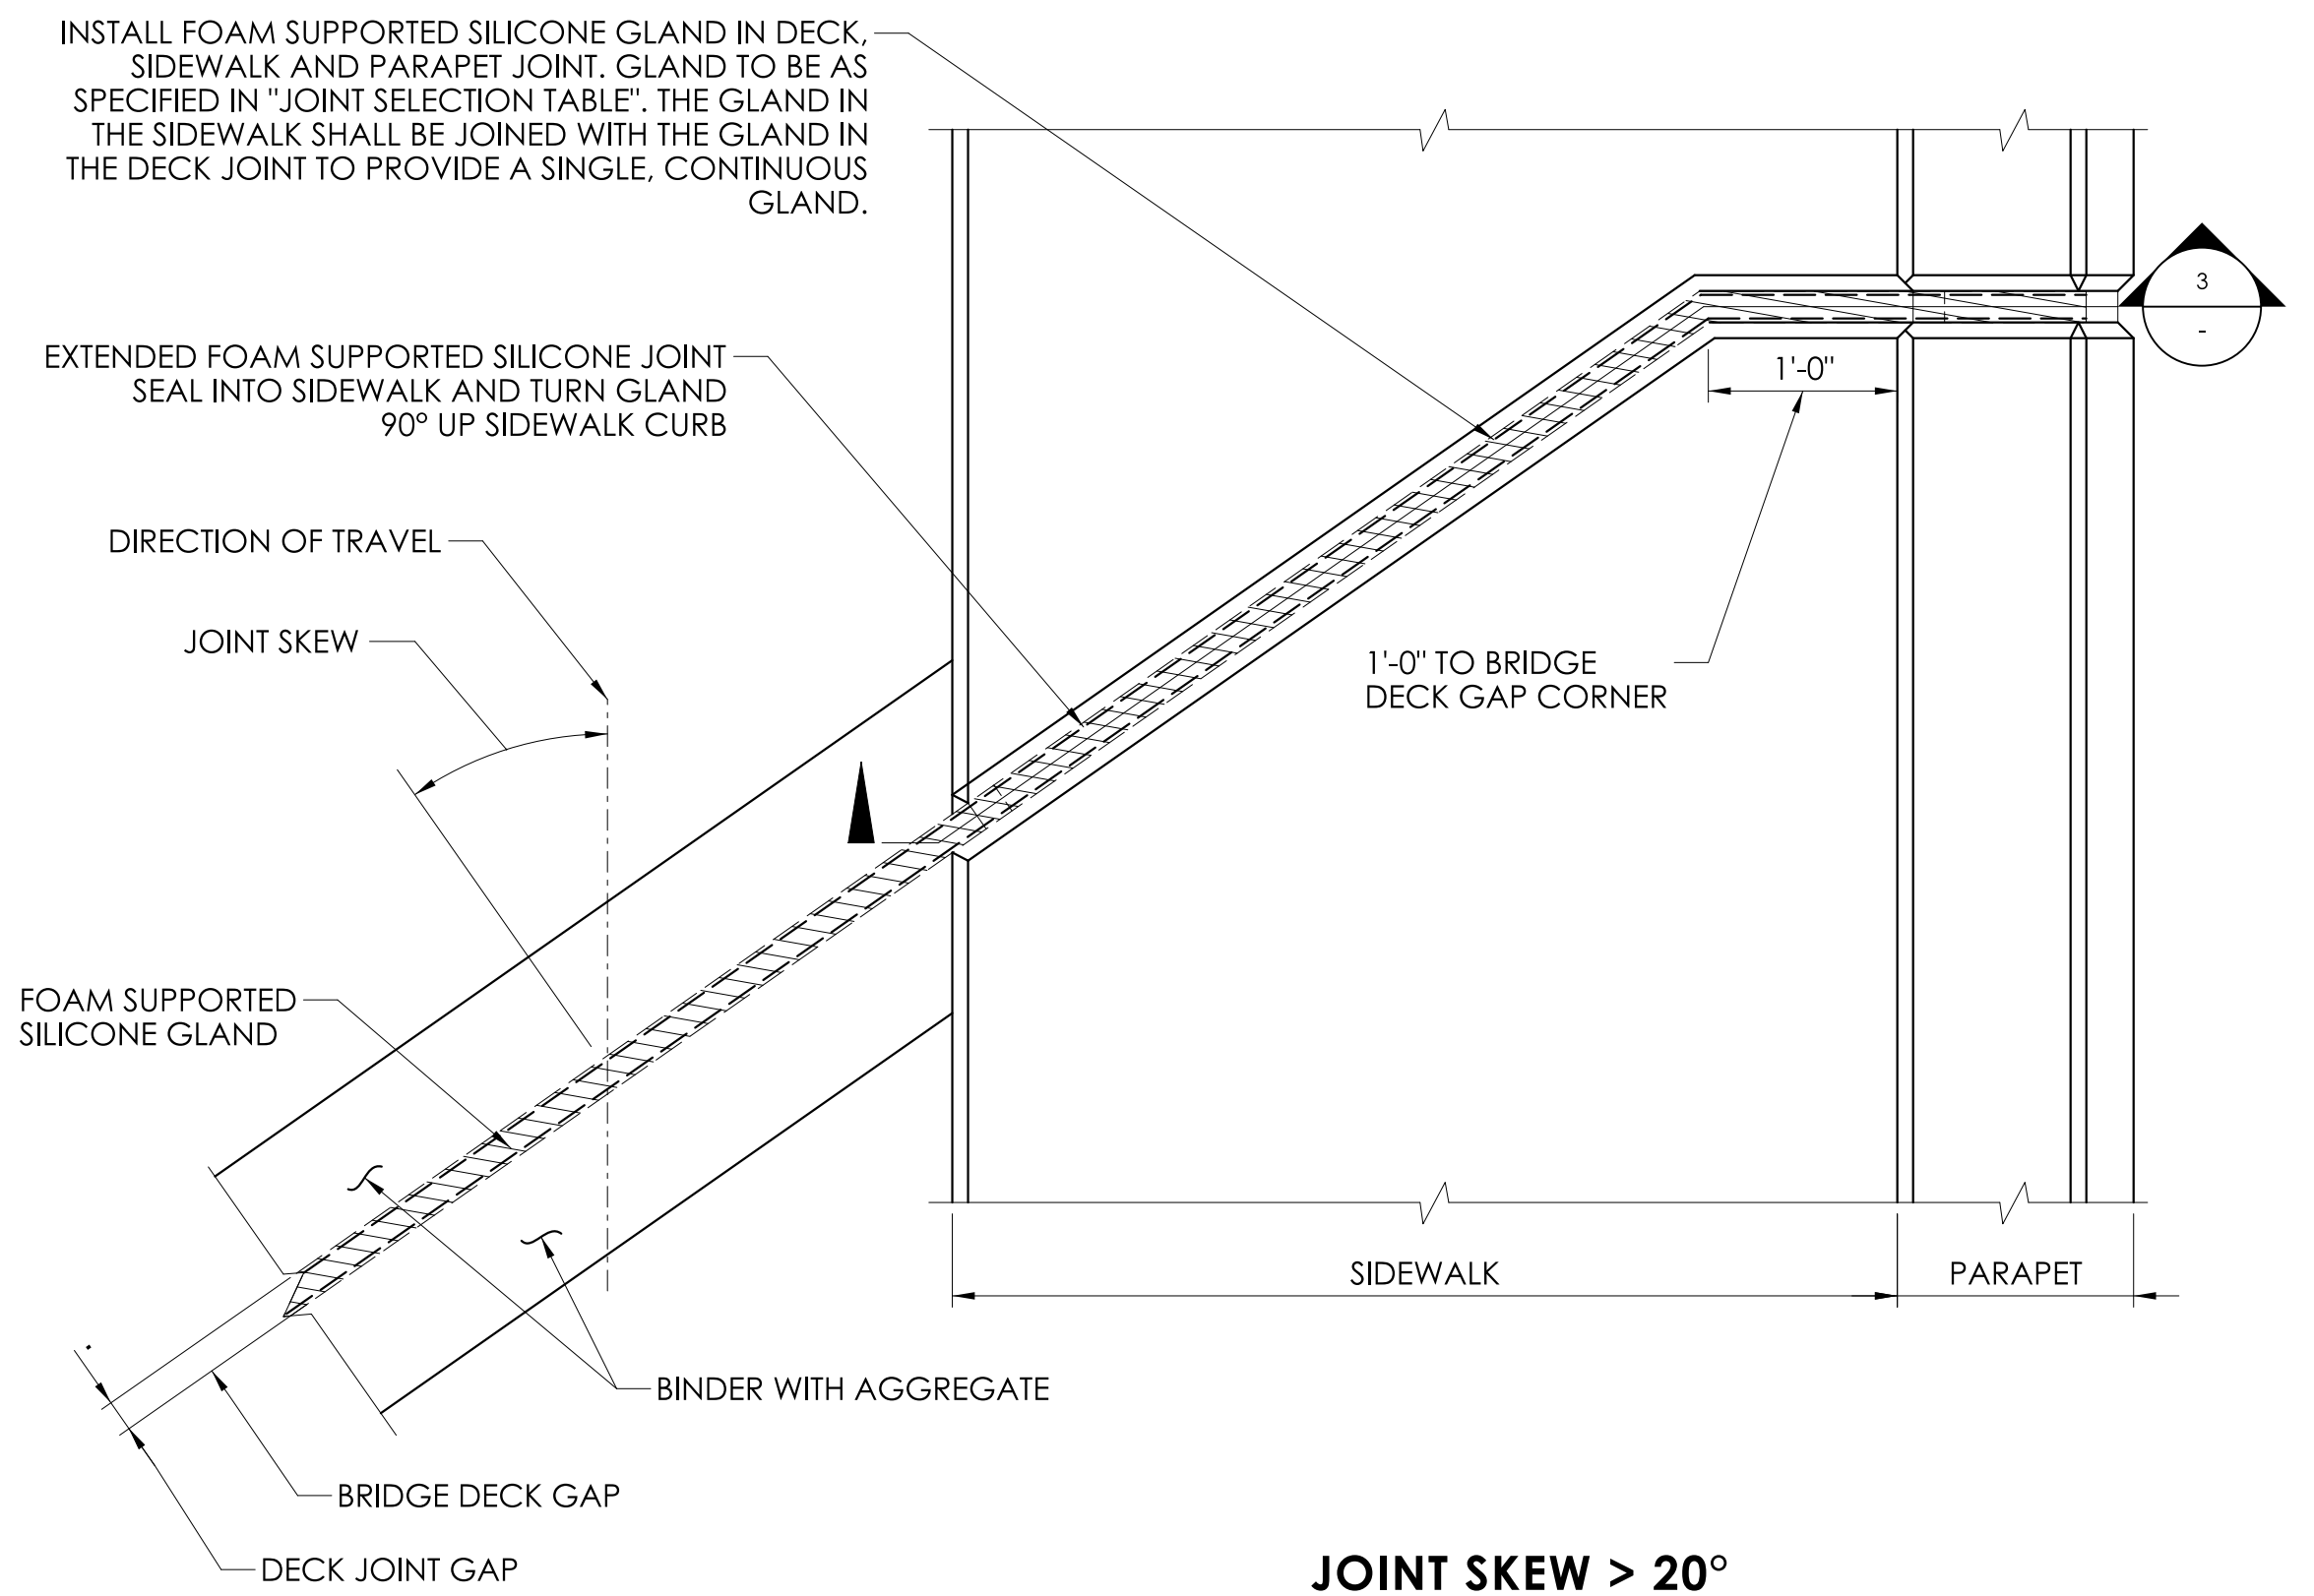 INSTALL FOAM SUPPORTED SILICONE GLAND IN DECK,
SIDEWALK AND PARAPET JOINT. GLAND TO BE AS
SPECIFIED IN "JOINT SELECTION TABLE". THE GLAND IN
THE SIDEWALK SHALL BE JOINED WITH THE GLAND IN
THE DECK JOINT TO PROVIDE A SINGLE, CONTINUOUS
GLAND.
3
-
EXTENDED FOAM SUPPORTED SILICONE JOINT
SEAL INTO SIDEWALK AND TURN GLAND
90° UP SIDEWALK CURB
1'-0"
DIRECTION OF TRAVEL
JOINT SKEW
1'-0" TO BRIDGE
DECK GAP CORNER
FOAM SUPPORTED
SILICONE GLAND
SIDEWALK
PARAPET
BINDER WITH AGGREGATE
BRIDGE DECK GAP
DECK JOINT GAP
JOINT SKEW > 20°